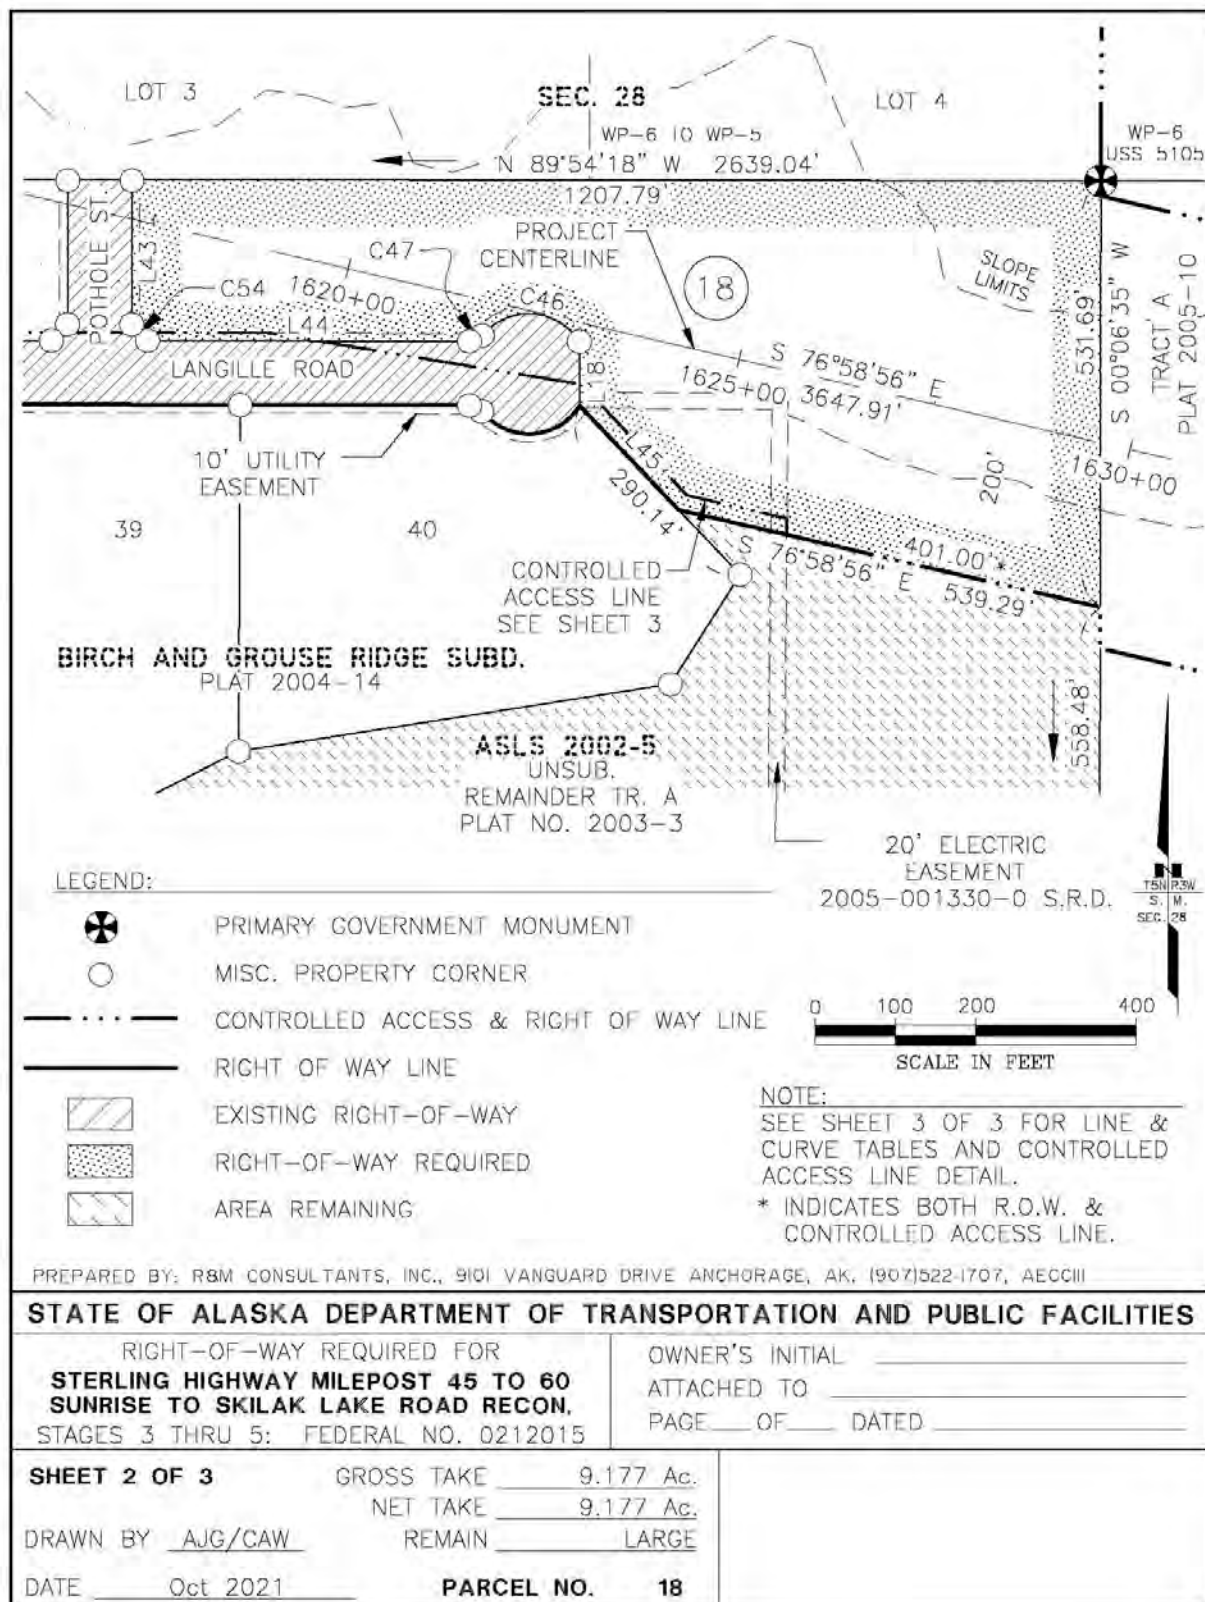 LOT 3
SEC. 28
LOT 4
WP-6 TO WP-5
N 89°54'18" W 2639.04'
1207.79'
WP-6
USS 5105
POTHOLE ST.
L43
C54
C47
1620+00
L44
C46
PROJECT
CENTERLINE
18
SLOPE
LIMITS
531.69'
S 00°06'35" W
TRACT A
PLAT 2005-10
LANGILLE ROAD
S 76°58'56" E
1625+00 3647.91'
1630+00
200'
10' UTILITY
EASEMENT
L45
290.14'
39
40
CONTROLLED
ACCESS LINE
SEE SHEET 3
401.00'*
S 76°58'56" E 539.29'
BIRCH AND GROUSE RIDGE SUBD.
PLAT 2004-14
558.48'
ASLS 2002-5
UNSUB.
REMAINDER TR. A
PLAT NO. 2003-3
20' ELECTRIC
EASEMENT
2005-001330-0 S.R.D.
T5N R3W
S. M.
SEC. 28
LEGEND:
PRIMARY GOVERNMENT MONUMENT
MISC. PROPERTY CORNER
CONTROLLED ACCESS & RIGHT OF WAY LINE
RIGHT OF WAY LINE
EXISTING RIGHT-OF-WAY
RIGHT-OF-WAY REQUIRED
AREA REMAINING
0 100 200 400
SCALE IN FEET
NOTE:
SEE SHEET 3 OF 3 FOR LINE &
CURVE TABLES AND CONTROLLED
ACCESS LINE DETAIL.
* INDICATES BOTH R.O.W. &
CONTROLLED ACCESS LINE.
PREPARED BY: R&M CONSULTANTS, INC., 9101 VANGUARD DRIVE ANCHORAGE, AK, (907)522-1707, AECC111
STATE OF ALASKA DEPARTMENT OF TRANSPORTATION AND PUBLIC FACILITIES
RIGHT-OF-WAY REQUIRED FOR
STERLING HIGHWAY MILEPOST 45 TO 60
SUNRISE TO SKILAK LAKE ROAD RECON.
STAGES 3 THRU 5: FEDERAL NO. 0212015
OWNER'S INITIAL
ATTACHED TO
PAGE OF DATED
SHEET 2 OF 3
GROSS TAKE 9.177 Ac.
NET TAKE 9.177 Ac.
DRAWN BY AJG/CAW
REMAIN LARGE
DATE Oct 2021
PARCEL NO. 18